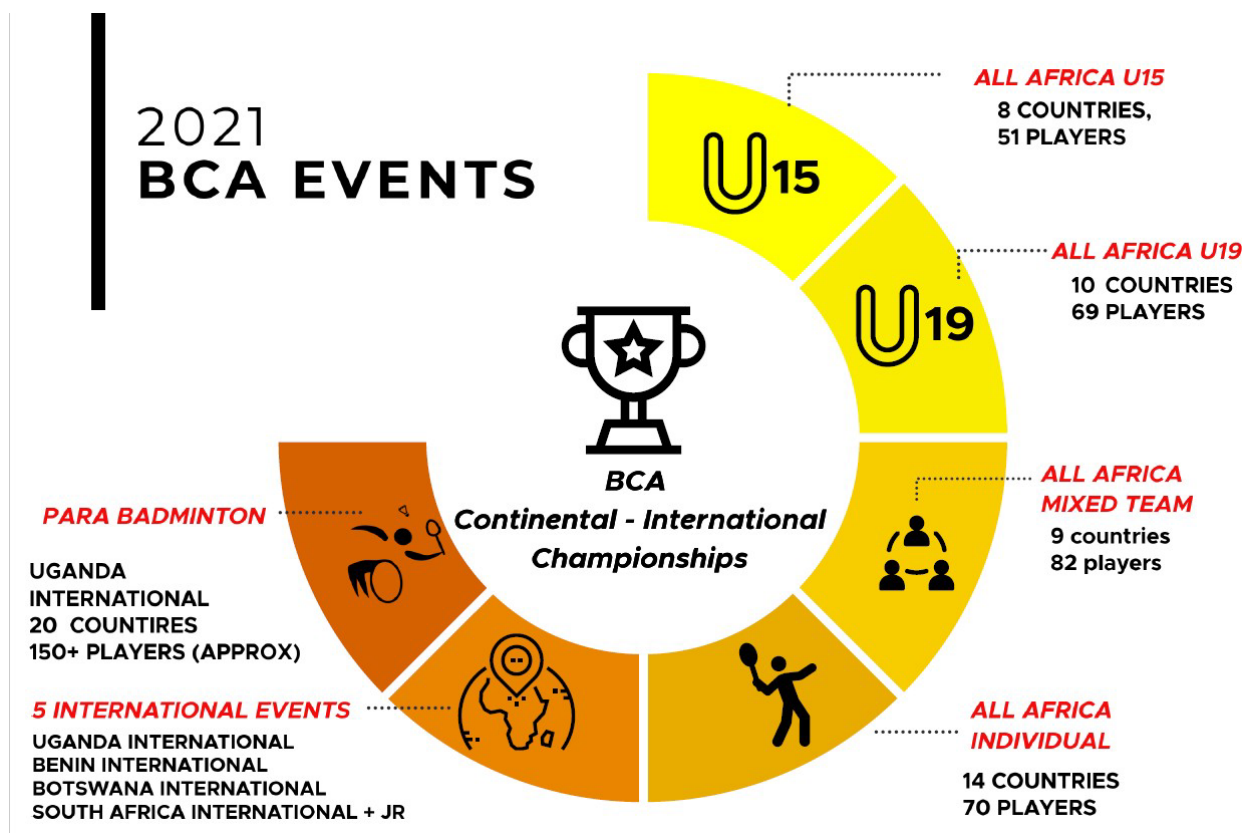 2021
BCA EVENTS
ALL AFRICA U15
8 COUNTRIES,
51 PLAYERS
U15
ALL AFRICA U19
10 COUNTRIES
69 PLAYERS
U19
BCA
Continental - International
Championships
ALL AFRICA
MIXED TEAM
9 countries
82 players
PARA BADMINTON
UGANDA
INTERNATIONAL
20 COUNTIRES
150+ PLAYERS (APPROX)
5 INTERNATIONAL EVENTS
UGANDA INTERNATIONAL
BENIN INTERNATIONAL
BOTSWANA INTERNATIONAL
SOUTH AFRICA INTERNATIONAL + JR
ALL AFRICA
INDIVIDUAL
14 COUNTRIES
70 PLAYERS